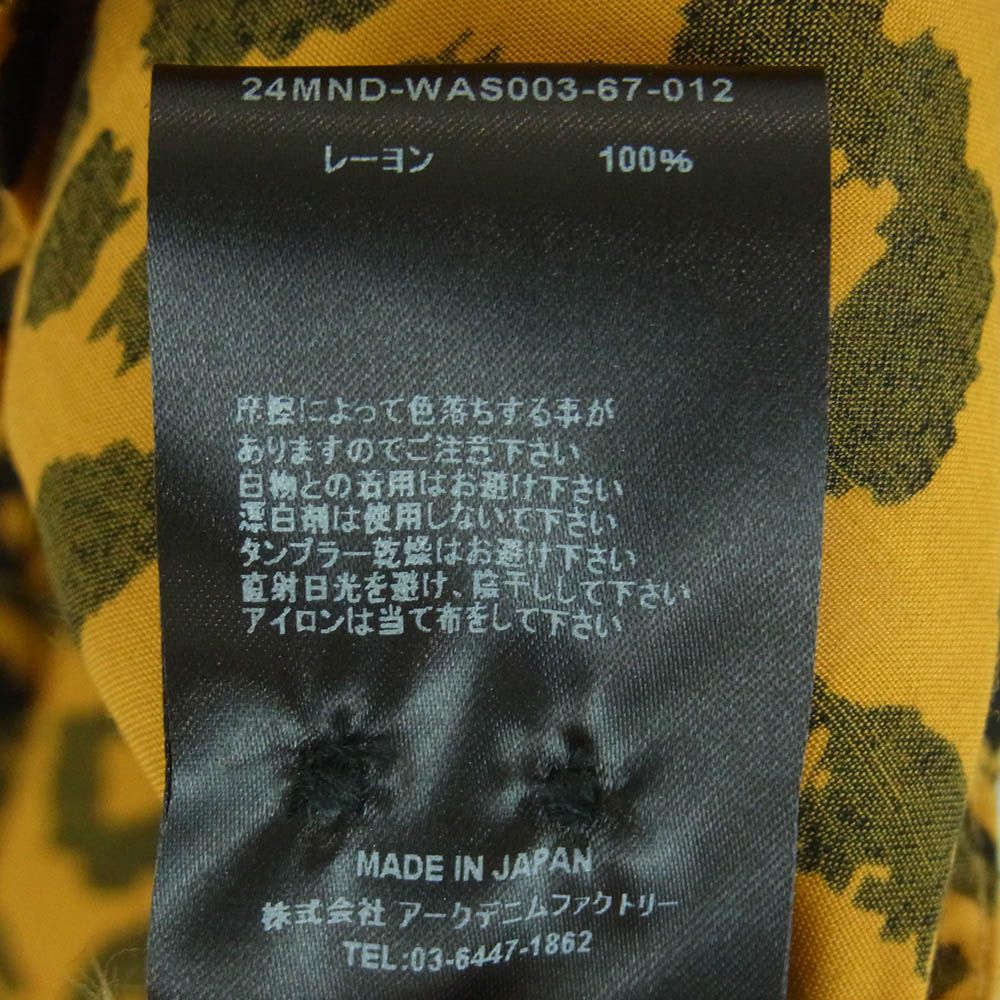 24MND-WAS003-67-012
レーヨン 100%
摩擦によって色落ちする事が
ありますのでご注意下さい
白物との着用はお避け下さい
漂白剤は使用しないで下さい
タンブラー乾燥はお避け下さい
直射日光を避け、陰干しして下さい
アイロンは当て布をして下さい
MADE IN JAPAN
株式会社 アークデニムファクトリー
TEL:03-6447-1862